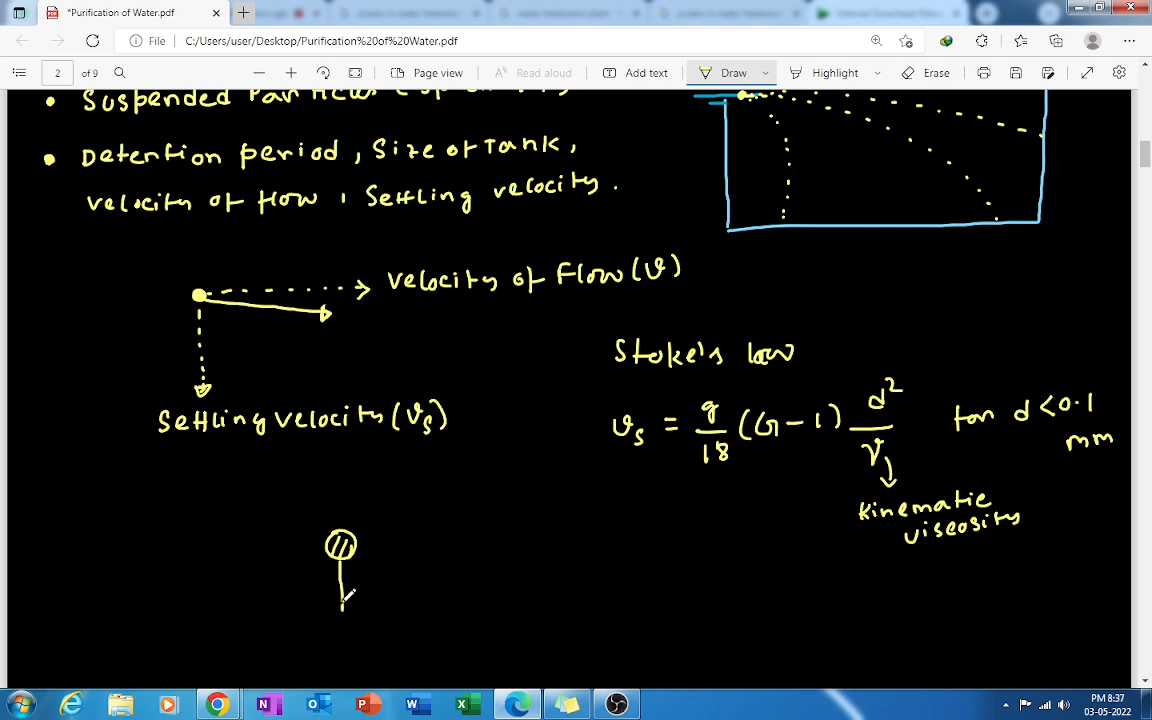 *Purification of Water.pdf
File C:/Users/user/Desktop/Purification%20of%20Water.pdf
2 of 9 Page view Read aloud Add text Draw Highlight Erase
Suspended Particles
Detention period, Size of Tank,
velocity of flow, Settling velocity.
velocity of Flow (v)
Stoke's law
Settling velocity (vs)
vs = g/18 (G-1) d²/ν for d < 0.1 mm
Kinematic
viscosity
PM 8:37
03-05-2022